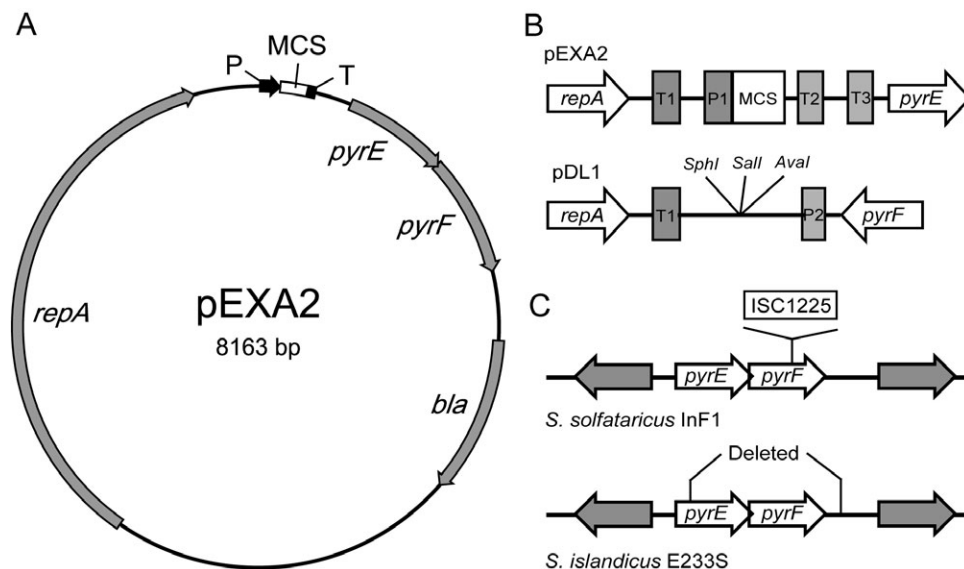 A
P
MCS
T
pyrE
pyrF
repA
pEXA2
8163 bp
bla
B
pEXA2
repA T1 P1 MCS T2 T3 pyrE
pDL1
SphI SalI AvaI
repA T1 P2 pyrF
C
ISC1225
pyrE pyrF
S. solfataricus InF1
Deleted
pyrE pyrF
S. islandicus E233S